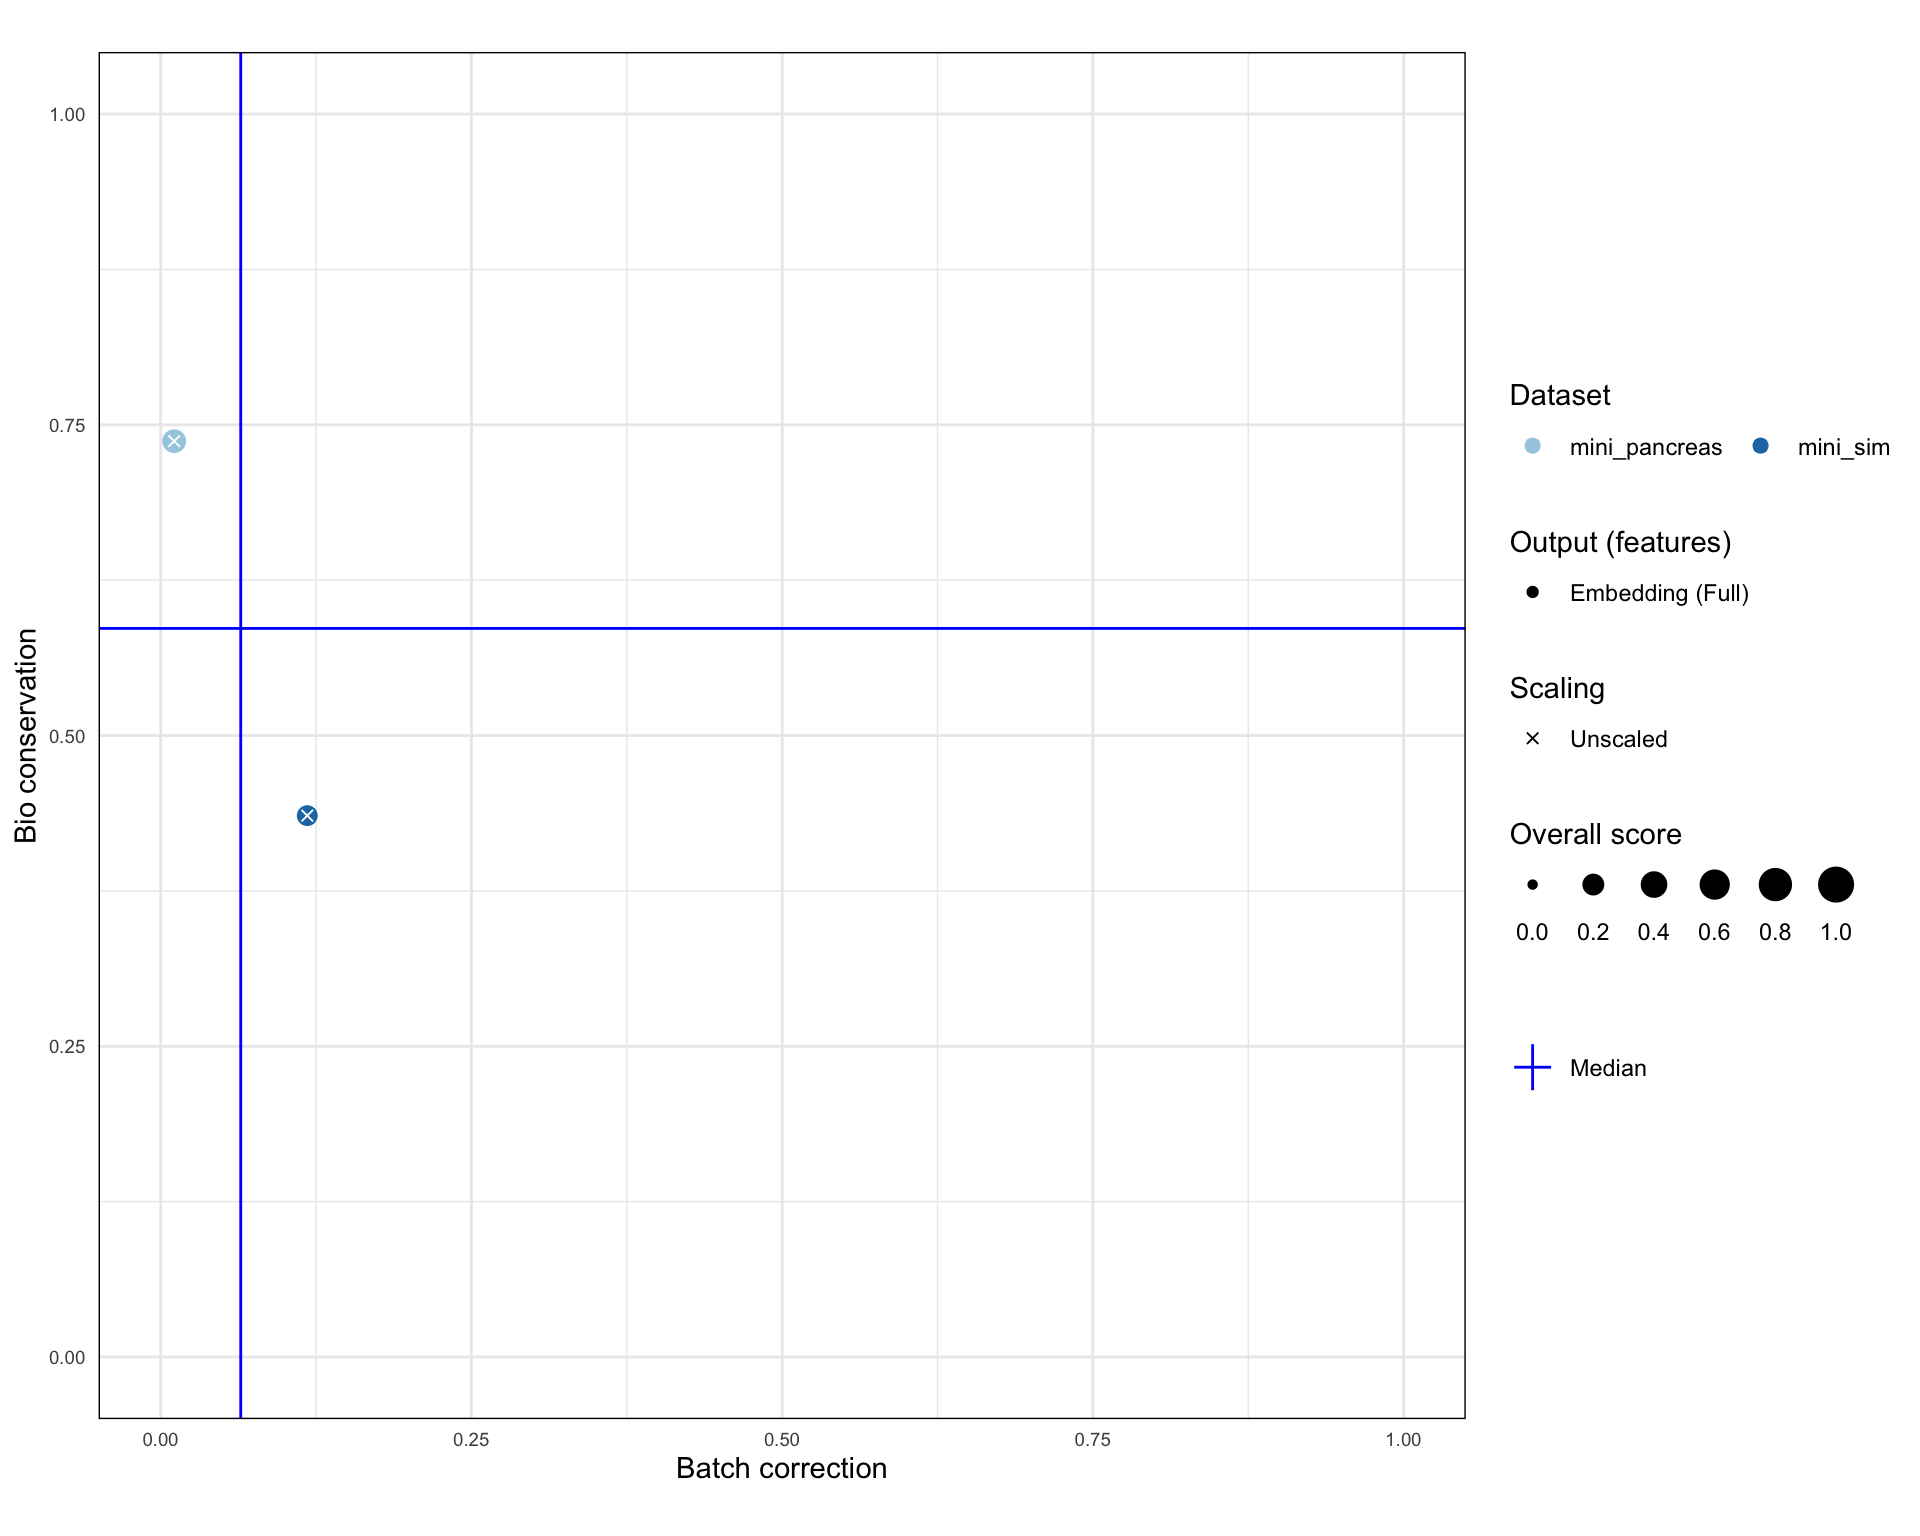 1.00
0.75
0.50
0.25
0.00
Bio conservation
0.00 0.25 0.50 0.75 1.00
Batch correction
Dataset
mini_pancreas mini_sim
Output (features)
Embedding (Full)
Scaling
Unscaled
Overall score
0.0 0.2 0.4 0.6 0.8 1.0
Median